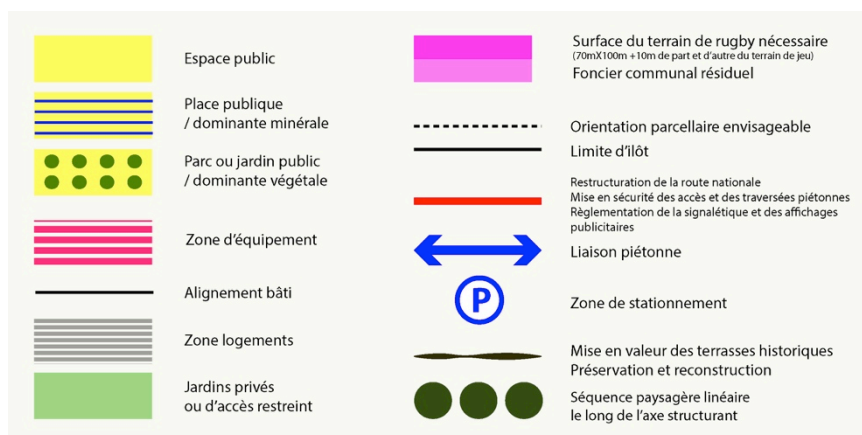 Espace public
Place publique
/ dominante minérale
Parc ou jardin public
/ dominante végétale
Zone d'équipement
Alignement bâti
Zone logements
Jardins privés
ou d'accès restreint
Surface du terrain de rugby nécessaire
(70mX100m +10m de part et d'autre du terrain de jeu)
Foncier communal résiduel
Orientation parcellaire envisageable
Limite d'ilôt
Restructuration de la route nationale
Mise en sécurité des accès et des traversées piétonnes
Règlementation de la signalétique et des affichages
publicitaires
Liaison piétonne
P
Zone de stationnement
Mise en valeur des terrasses historiques
Préservation et reconstruction
Séquence paysagère linéaire
le long de l'axe structurant